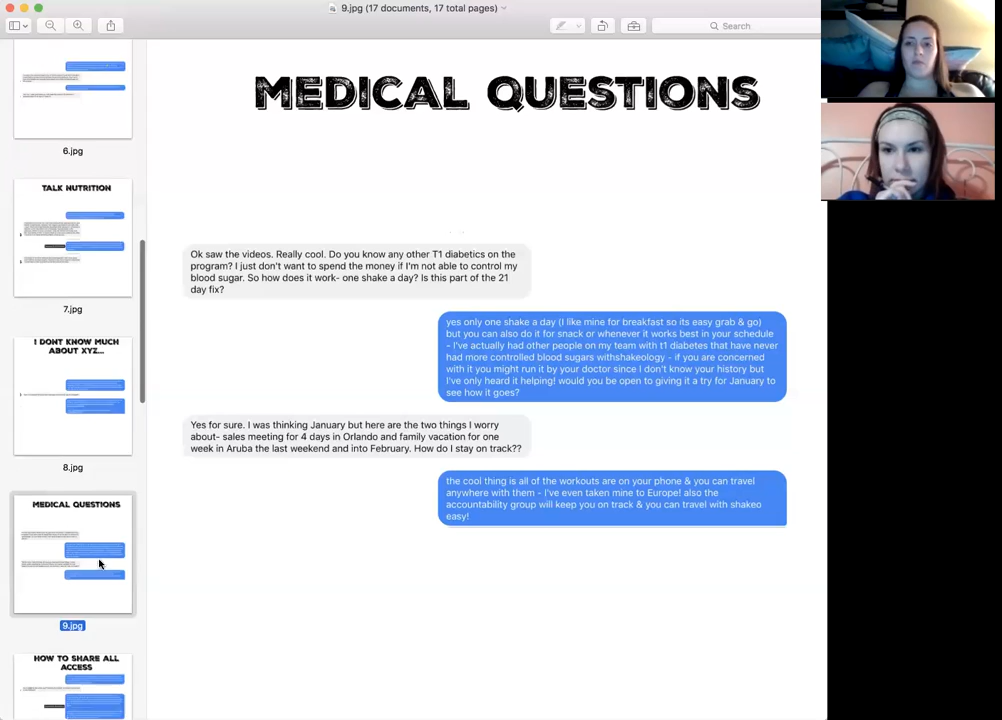 9.jpg (17 documents, 17 total pages)
Search
6.jpg
TALK NUTRITION
7.jpg
I DONT KNOW MUCH
ABOUT XYZ...
8.jpg
MEDICAL QUESTIONS
9.jpg
HOW TO SHARE ALL
ACCESS
MEDICAL QUESTIONS
Ok saw the videos. Really cool. Do you know any other T1 diabetics on the
program? I just don't want to spend the money if I'm not able to control my
blood sugar. So how does it work- one shake a day? Is this part of the 21
day fix?
yes only one shake a day (I like mine for breakfast so its easy grab & go)
but you can also do it for snack or whenever it works best in your schedule
- I've actually had other people on my team with t1 diabetes that have never
had more controlled blood sugars withshakeology - if you are concerned
with it you might run it by your doctor since I don't know your history but
I've only heard it helping! would you be open to giving it a try for January to
see how it goes?
Yes for sure. I was thinking January but here are the two things I worry
about- sales meeting for 4 days in Orlando and family vacation for one
week in Aruba the last weekend and into February. How do I stay on track??
the cool thing is all of the workouts are on your phone & you can travel
anywhere with them - I've even taken mine to Europe! also the
accountability group will keep you on track & you can travel with shakeo
easy!